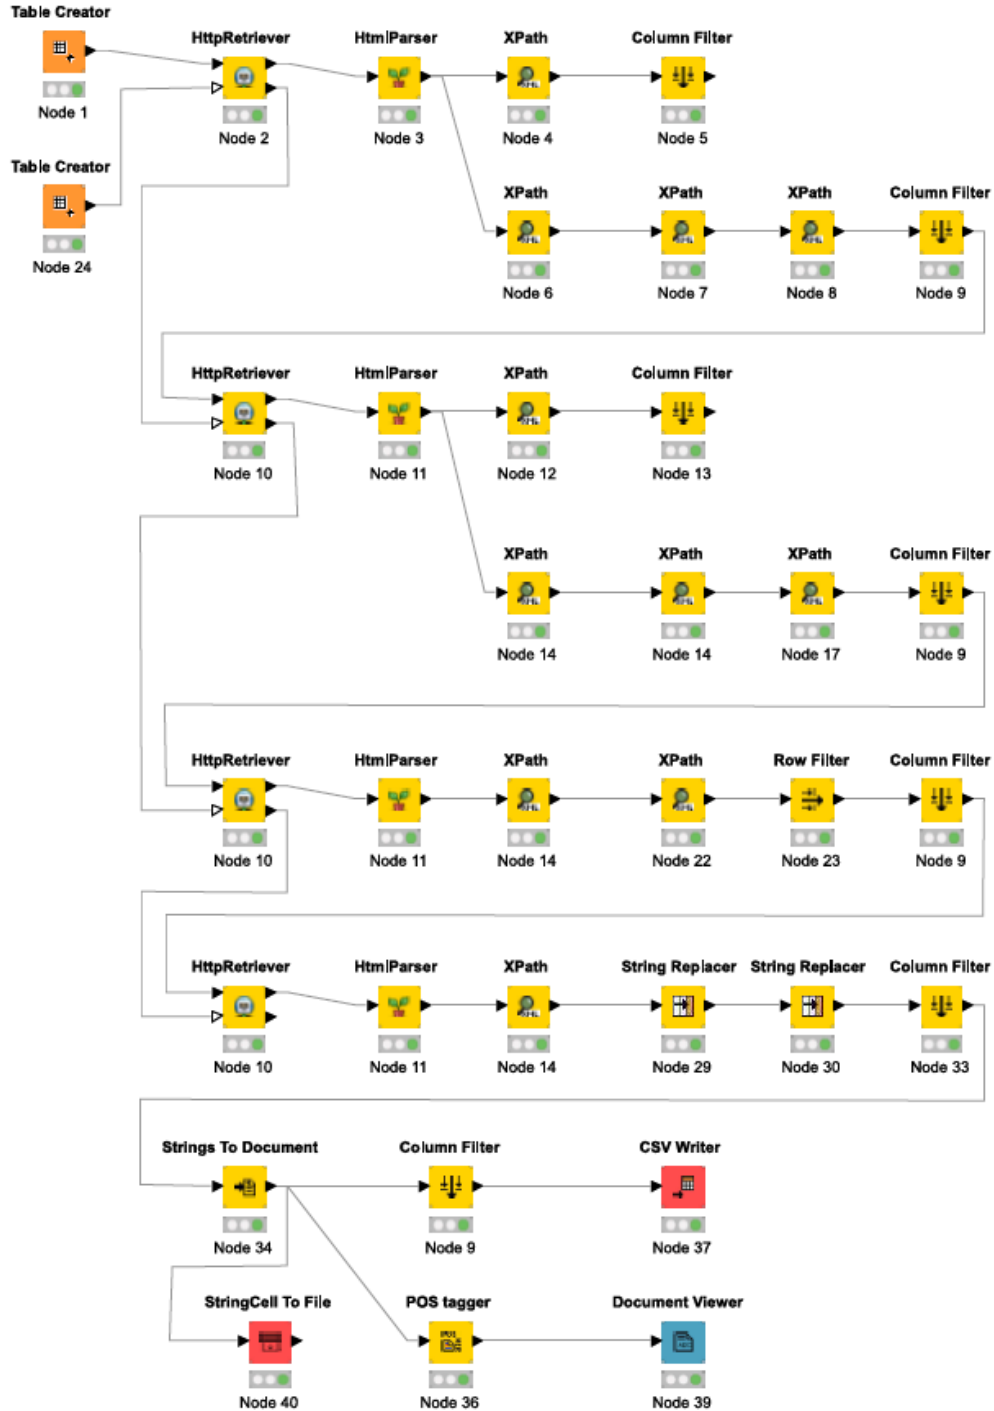 Table Creator
Node 1
HttpRetriever
Node 2
HtmlParser
Node 3
XPath
Node 4
Column Filter
Node 5
Table Creator
Node 24
XPath
Node 6
XPath
Node 7
XPath
Node 8
Column Filter
Node 9
HttpRetriever
Node 10
HtmlParser
Node 11
XPath
Node 12
Column Filter
Node 13
XPath
Node 14
XPath
Node 14
XPath
Node 17
Column Filter
Node 9
HttpRetriever
Node 10
HtmlParser
Node 11
XPath
Node 14
XPath
Node 22
Row Filter
Node 23
Column Filter
Node 9
HttpRetriever
Node 10
HtmlParser
Node 11
XPath
Node 14
String Replacer
Node 29
String Replacer
Node 30
Column Filter
Node 33
Strings To Document
Node 34
Column Filter
Node 9
CSV Writer
Node 37
StringCell To File
Node 40
POS tagger
Node 36
Document Viewer
Node 39